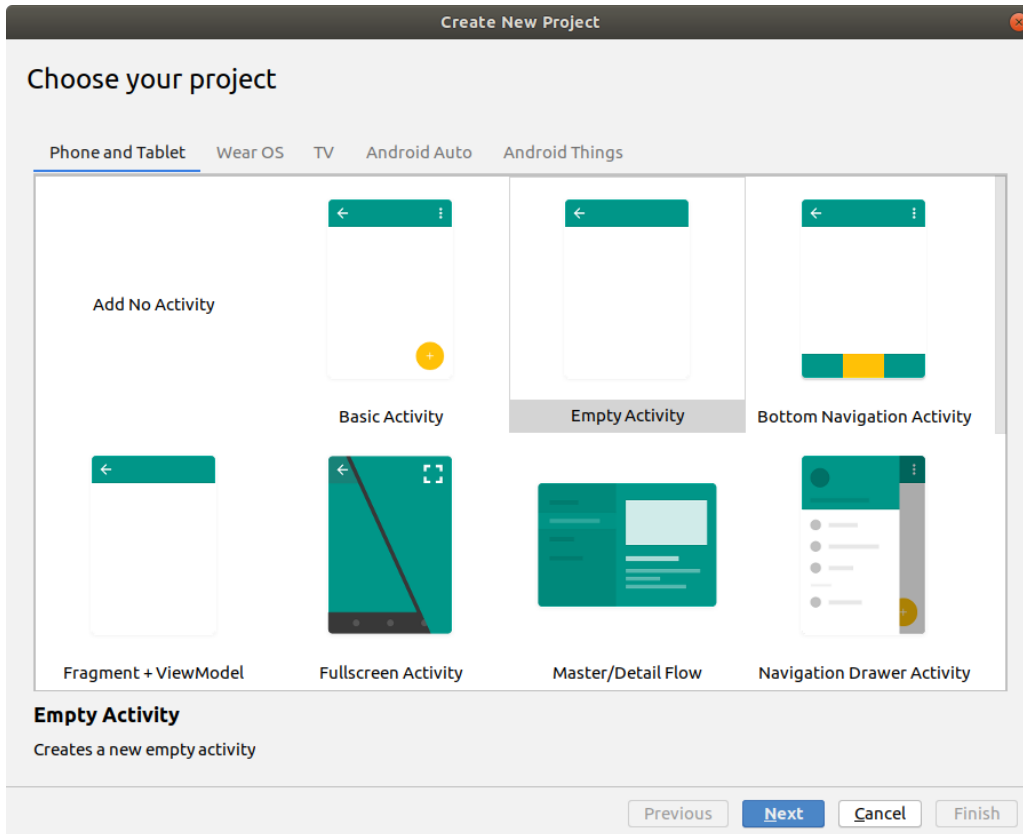 Create New Project
Choose your project
Phone and Tablet Wear OS TV Android Auto Android Things
Add No Activity
Basic Activity
Empty Activity
Bottom Navigation Activity
Fragment + ViewModel
Fullscreen Activity
Master/Detail Flow
Navigation Drawer Activity
Empty Activity
Creates a new empty activity
Previous Next Cancel Finish